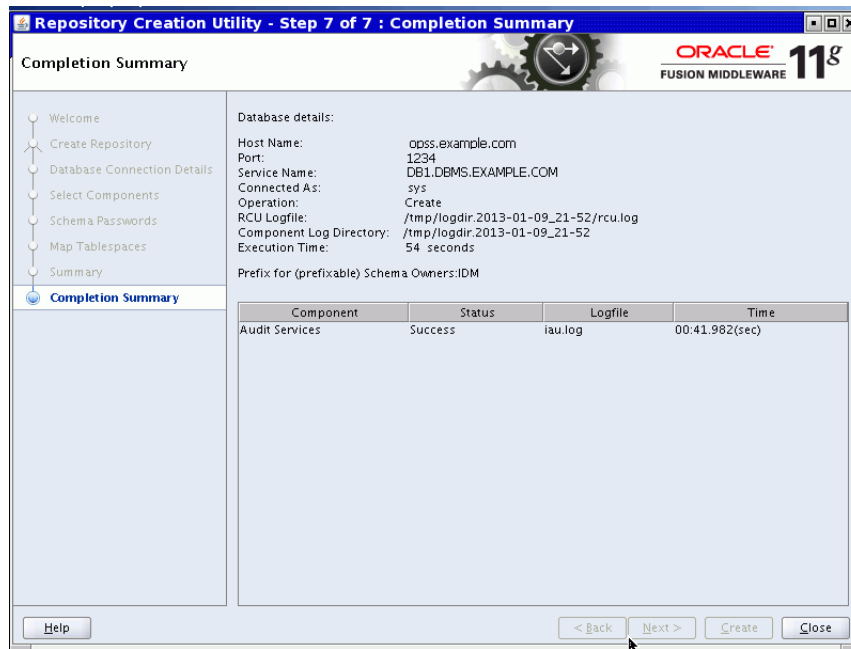 Repository Creation Utility - Step 7 of 7 : Completion Summary
Completion Summary
ORACLE
FUSION MIDDLEWARE
11g
Welcome
Create Repository
Database Connection Details
Select Components
Schema Passwords
Map Tablespaces
Summary
Completion Summary
Database details:
Host Name: opss.example.com
Port: 1234
Service Name: DB1.DBMS.EXAMPLE.COM
Connected As: sys
Operation: Create
RCU Logfile: /tmp/logdir.2013-01-09_21-52/rcu.log
Component Log Directory: /tmp/logdir.2013-01-09_21-52
Execution Time: 54 seconds
Prefix for (prefixable) Schema Owners:IDM
Component Status Logfile Time
Audit Services Success iau.log 00:41.982(sec)
Help < Back Next > Create Close